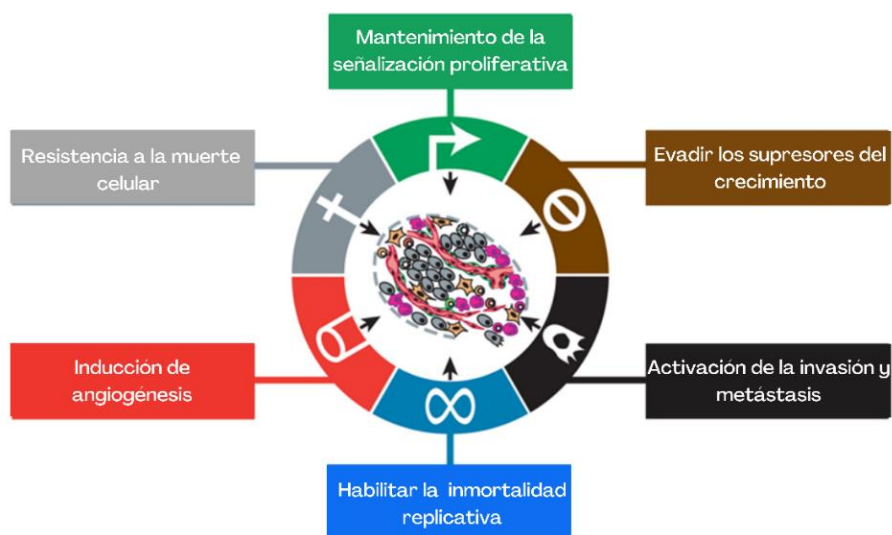 Mantenimiento de la
señalización proliferativa
Resistencia a la muerte
celular
Evadir los supresores del
crecimiento
Inducción de
angiogénesis
Activación de la invasión y
metástasis
Habilitar la inmortalidad
replicativa